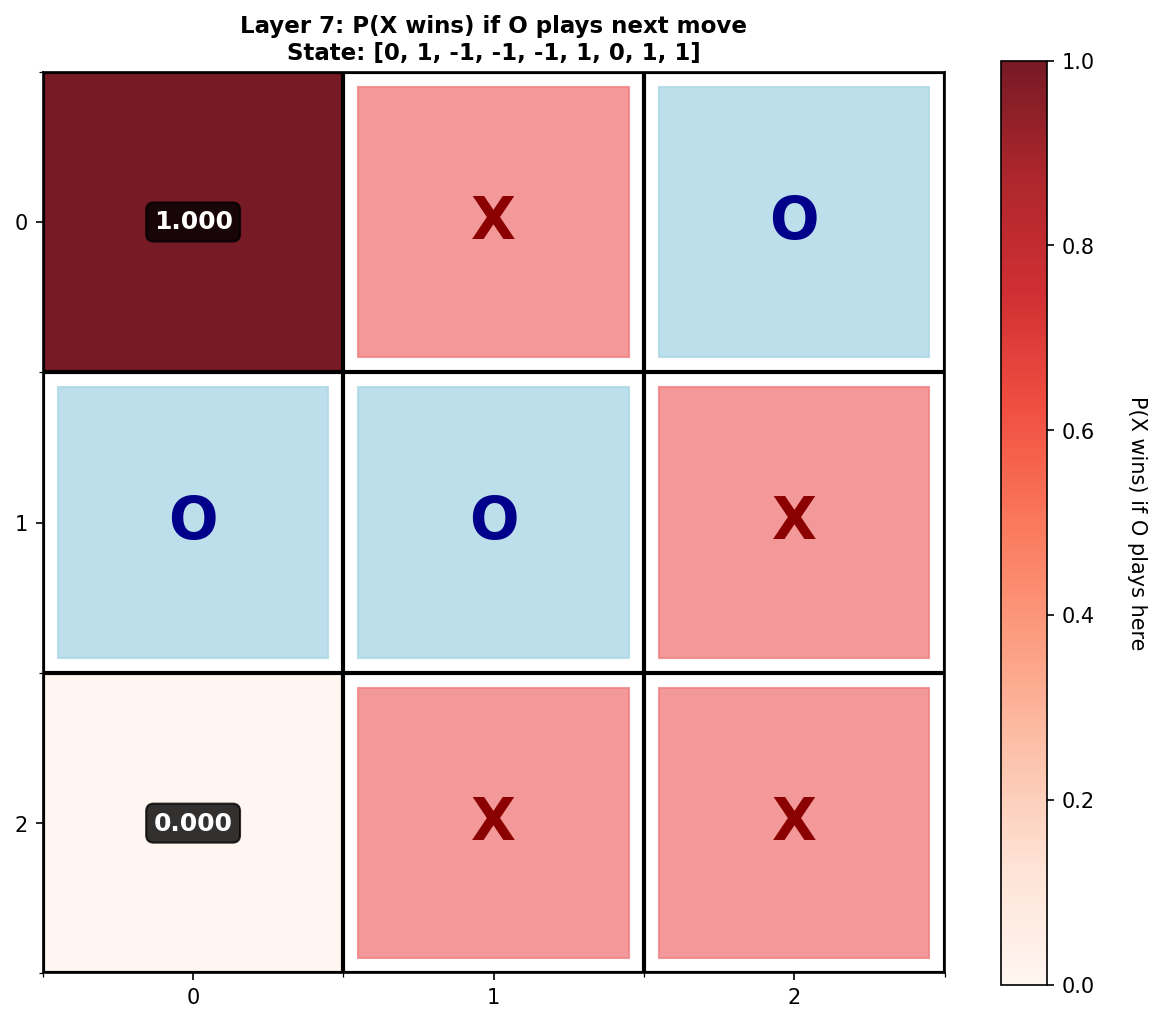 Layer 7: P(X wins) if O plays next move
State: [0, 1, -1, -1, -1, 1, 0, 1, 1]
0
1.000
X
O
1
O
O
X
2
0.000
X
X
0
1
2
1.0
0.8
0.6
0.4
0.2
0.0
P(X wins) if O plays here